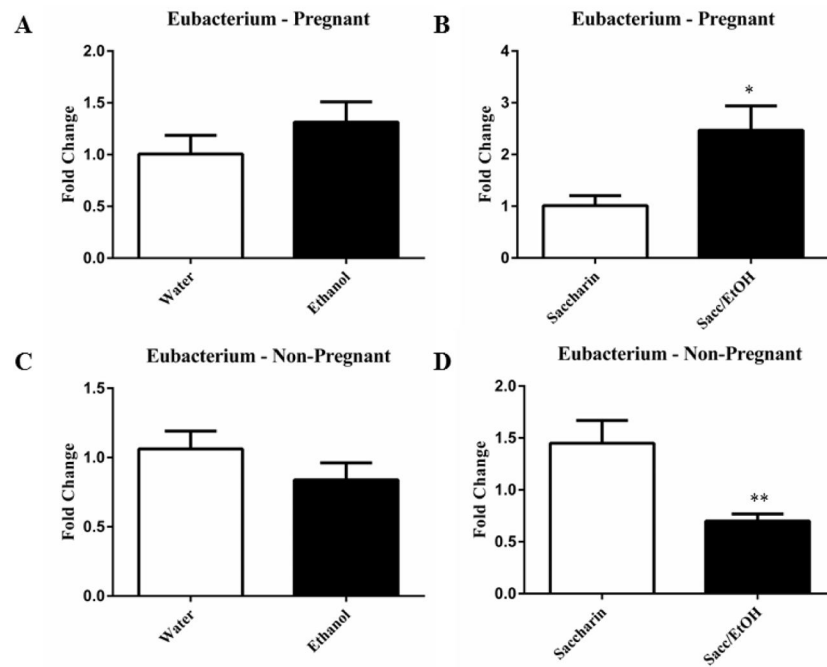 A
Eubacterium - Pregnant
Fold Change
2.0
1.5
1.0
0.5
0.0
Water
Ethanol
B
Eubacterium - Pregnant
Fold Change
4
3
2
1
0
*
Saccharin
Sacc/EtOH
C
Eubacterium - Non-Pregnant
Fold Change
1.5
1.0
0.5
0.0
Water
Ethanol
D
Eubacterium - Non-Pregnant
Fold Change
2.0
1.5
1.0
0.5
0.0
**
Saccharin
Sacc/EtOH